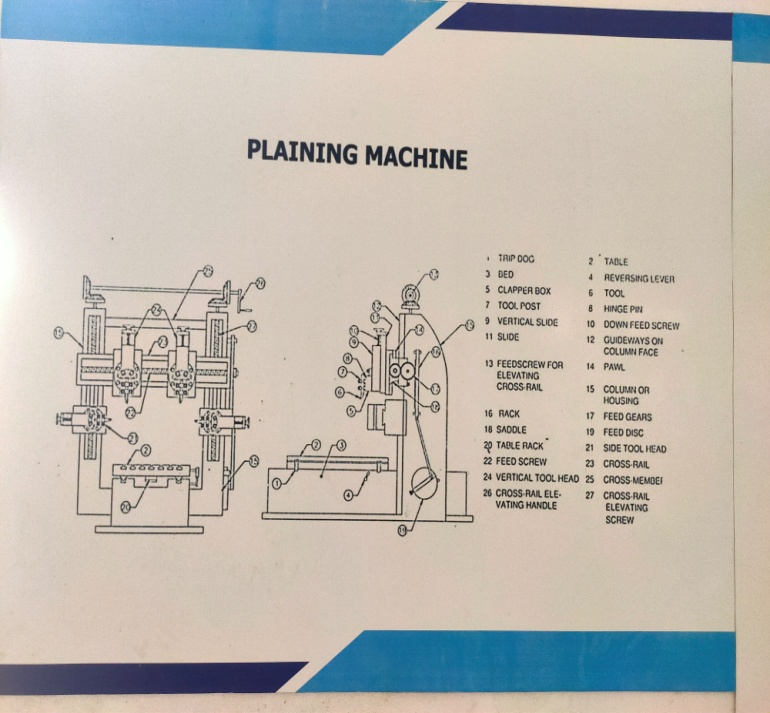 PLAINING MACHINE
1 TRIP DOG
2 TABLE
3 BED
4 REVERSING LEVER
5 CLAPPER BOX
6 TOOL
7 TOOL POST
8 HINGE PIN
9 VERTICAL SLIDE
10 DOWN FEED SCREW
11 SLIDE
12 GUIDEWAYS ON
COLUMN FACE
13 FEEDSCREW FOR
ELEVATING
CROSS-RAIL
14 PAWL
15 COLUMN OR
HOUSING
16 RACK
17 FEED GEARS
18 SADDLE
19 FEED DISC
20 TABLE RACK
21 SIDE TOOL HEAD
22 FEED SCREW
23 CROSS-RAIL
24 VERTICAL TOOL HEAD
25 CROSS-MEMBER
26 CROSS-RAIL ELE-
VATING HANDLE
27 CROSS-RAIL
ELEVATING
SCREW